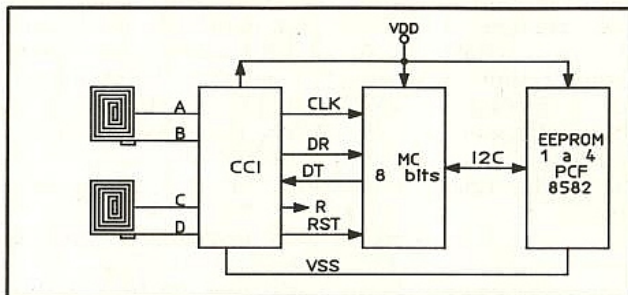 VDD
A
B
C
D
CCI
CLK
DR
DT
R
RST
MC
8 bits
I2C
EEPROM
1 a 4
PCF
8582
VSS